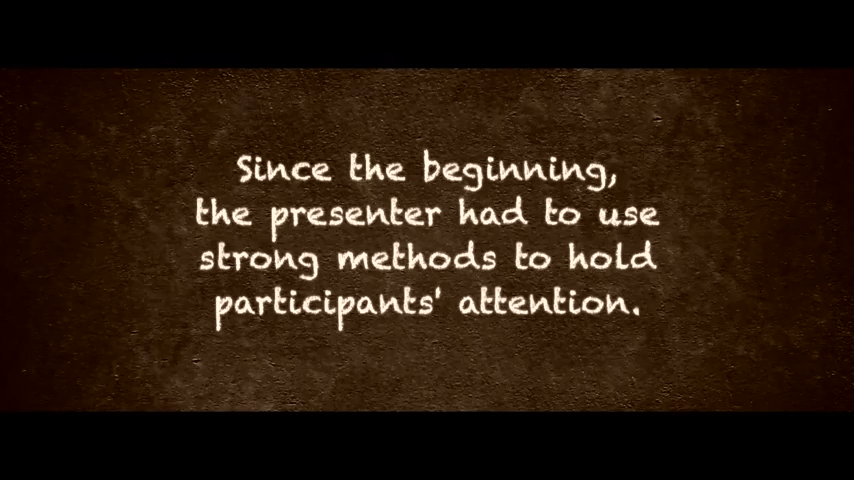 Since the beginning,
the presenter had to use
strong methods to hold
participants' attention.